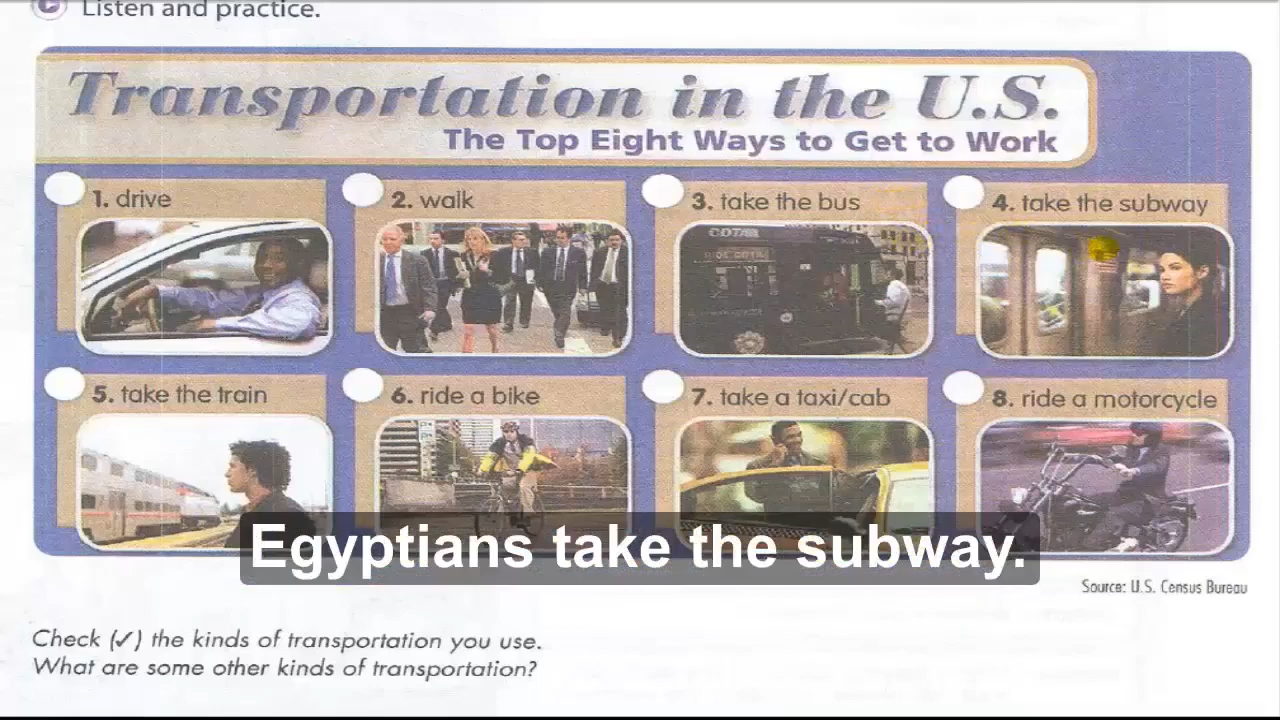 C Listen and practice.
Transportation in the U.S.
The Top Eight Ways to Get to Work
1. drive
2. walk
3. take the bus
4. take the subway
5. take the train
6. ride a bike
7. take a taxi/cab
8. ride a motorcycle
Egyptians take the subway.
Source: U.S. Census Bureau
Check (✓) the kinds of transportation you use.
What are some other kinds of transportation?